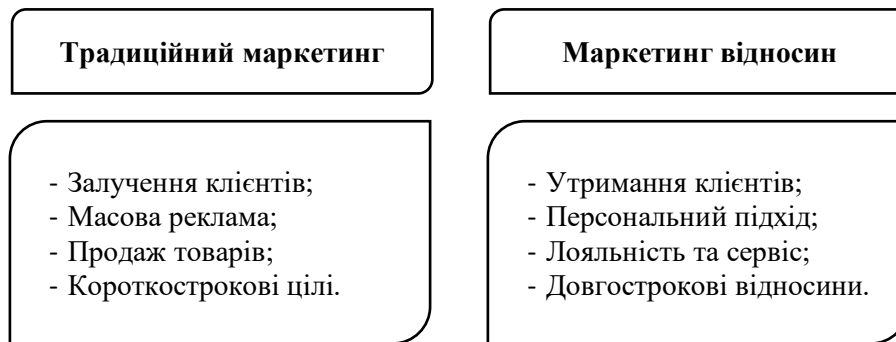 Традиційний маркетинг
- Залучення клієнтів;
- Масова реклама;
- Продаж товарів;
- Короткострокові цілі.
Маркетинг відносин
- Утримання клієнтів;
- Персональний підхід;
- Лояльність та сервіс;
- Довгострокові відносини.